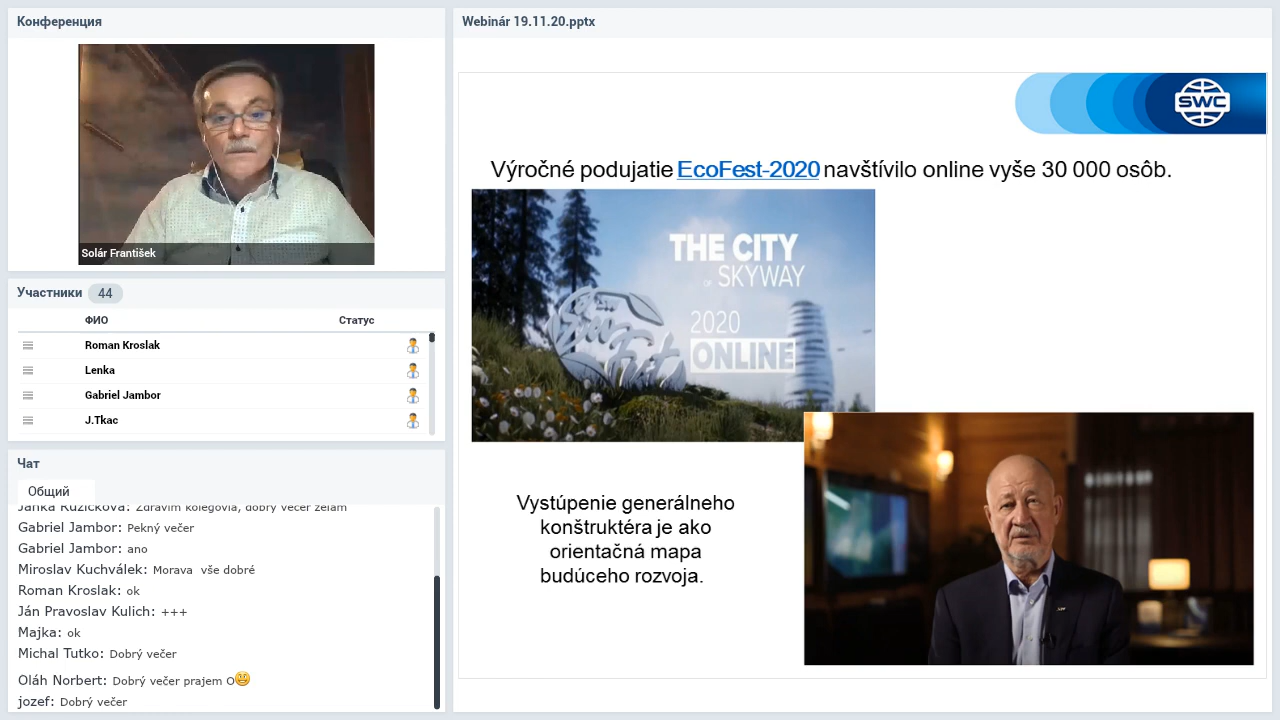 Конференция
Solár František
Участники 44
ФИО Статус
Roman Kroslak
Lenka
Gabriel Jambor
J.Tkac
Чат
Общий
Janka Ružičková: Zdravím kolegovia, dobrý večer želám
Gabriel Jambor: Pekný večer
Gabriel Jambor: ano
Miroslav Kuchválek: Morava vše dobré
Roman Kroslak: ok
Ján Pravoslav Kulich: +++
Majka: ok
Michal Tutko: Dobrý večer
Oláh Norbert: Dobrý večer prajem O
jozef: Dobrý večer
Webinár 19.11.20.pptx
SWC
Výročné podujatie EcoFest-2020 navštívilo online vyše 30 000 osôb.
THE CITY
OF SKYWAY
2020
ONLINE
Eco
Fest
Vystúpenie generálneho
konštruktéra je ako
orientačná mapa
budúceho rozvoja.